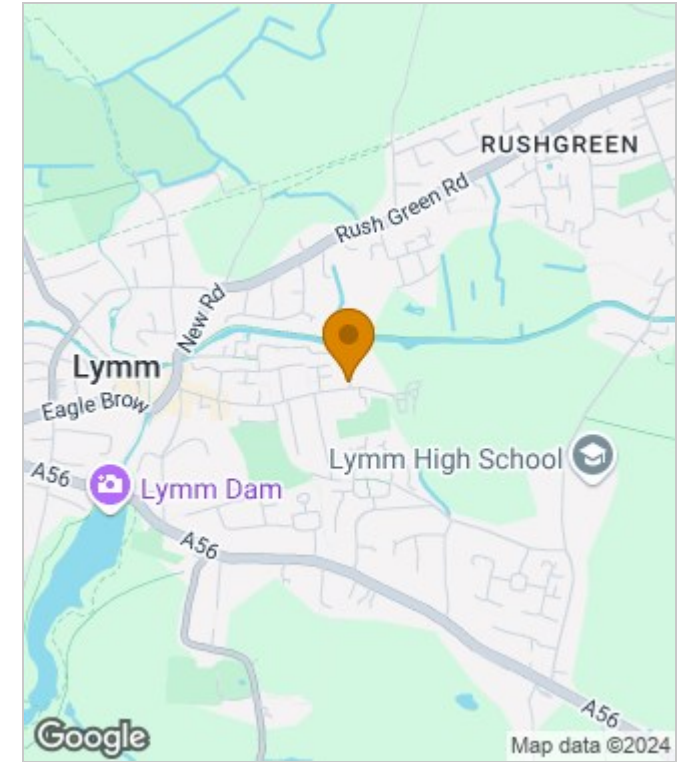 RUSHGREEN
Rush Green Rd
New Rd
Lymm
Eagle Brow
Lymm High School
A56
Lymm Dam
A56
A56
Google
Map data ©2024